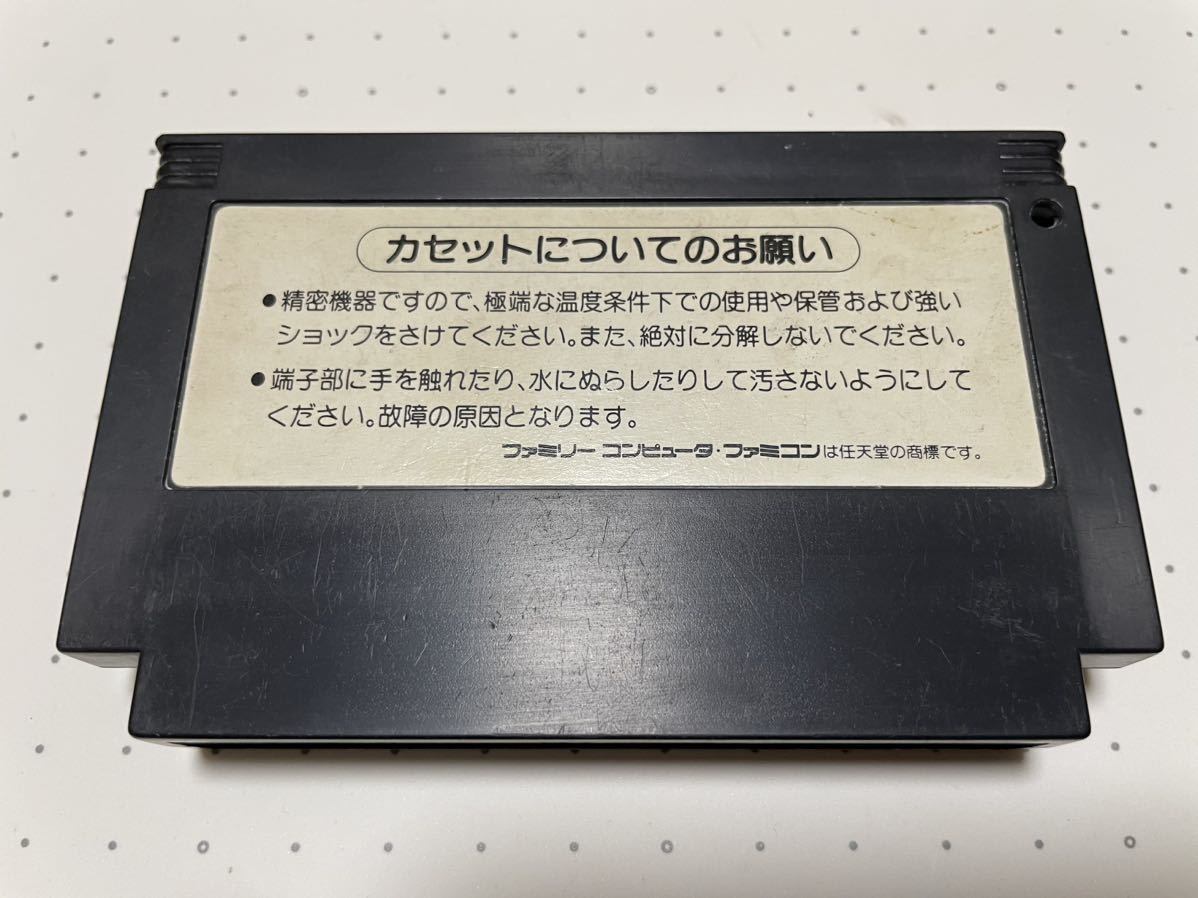 カセットについてのお願い
●精密機器ですので、極端な温度条件下での使用や保管および強い
ショックをさけてください。また、絶対に分解しないでください。
●端子部に手を触れたり、水にぬらしたりして汚さないようにして
ください。故障の原因となります。
ファミリー コンピュータ・ファミコンは任天堂の商標です。